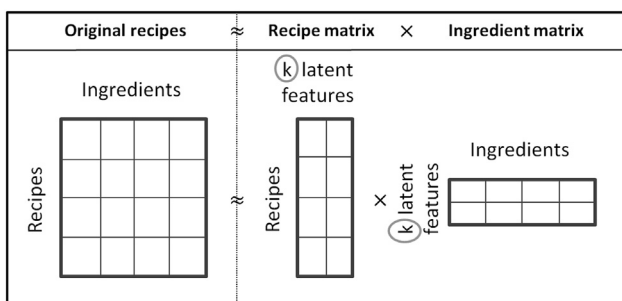 Original recipes ≈ Recipe matrix × Ingredient matrix
Ingredients
Recipes
≈
k latent
features
Recipes
×
k latent
features
Ingredients